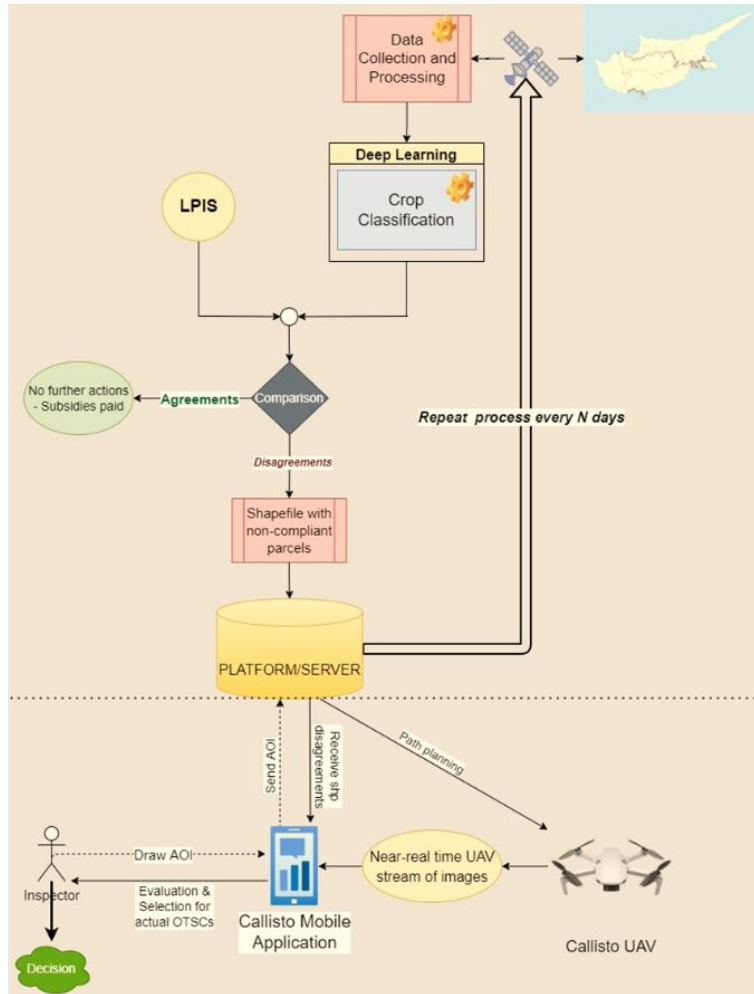 Data
Collection and
Processing
Deep Learning
Crop
Classification
LPIS
No further actions
- Subsidies paid
Agreements
Comparison
Repeat process every N days
Disagreements
Shapefile with
non-compliant
parcels
PLATFORM/SERVER
Send AOI
Receive shp
disagreements
Path planning
Draw AOI
Inspector
Evaluation &
Selection for
actual OTSCs
Callisto Mobile
Application
Near-real time UAV
stream of images
Callisto UAV
Decision